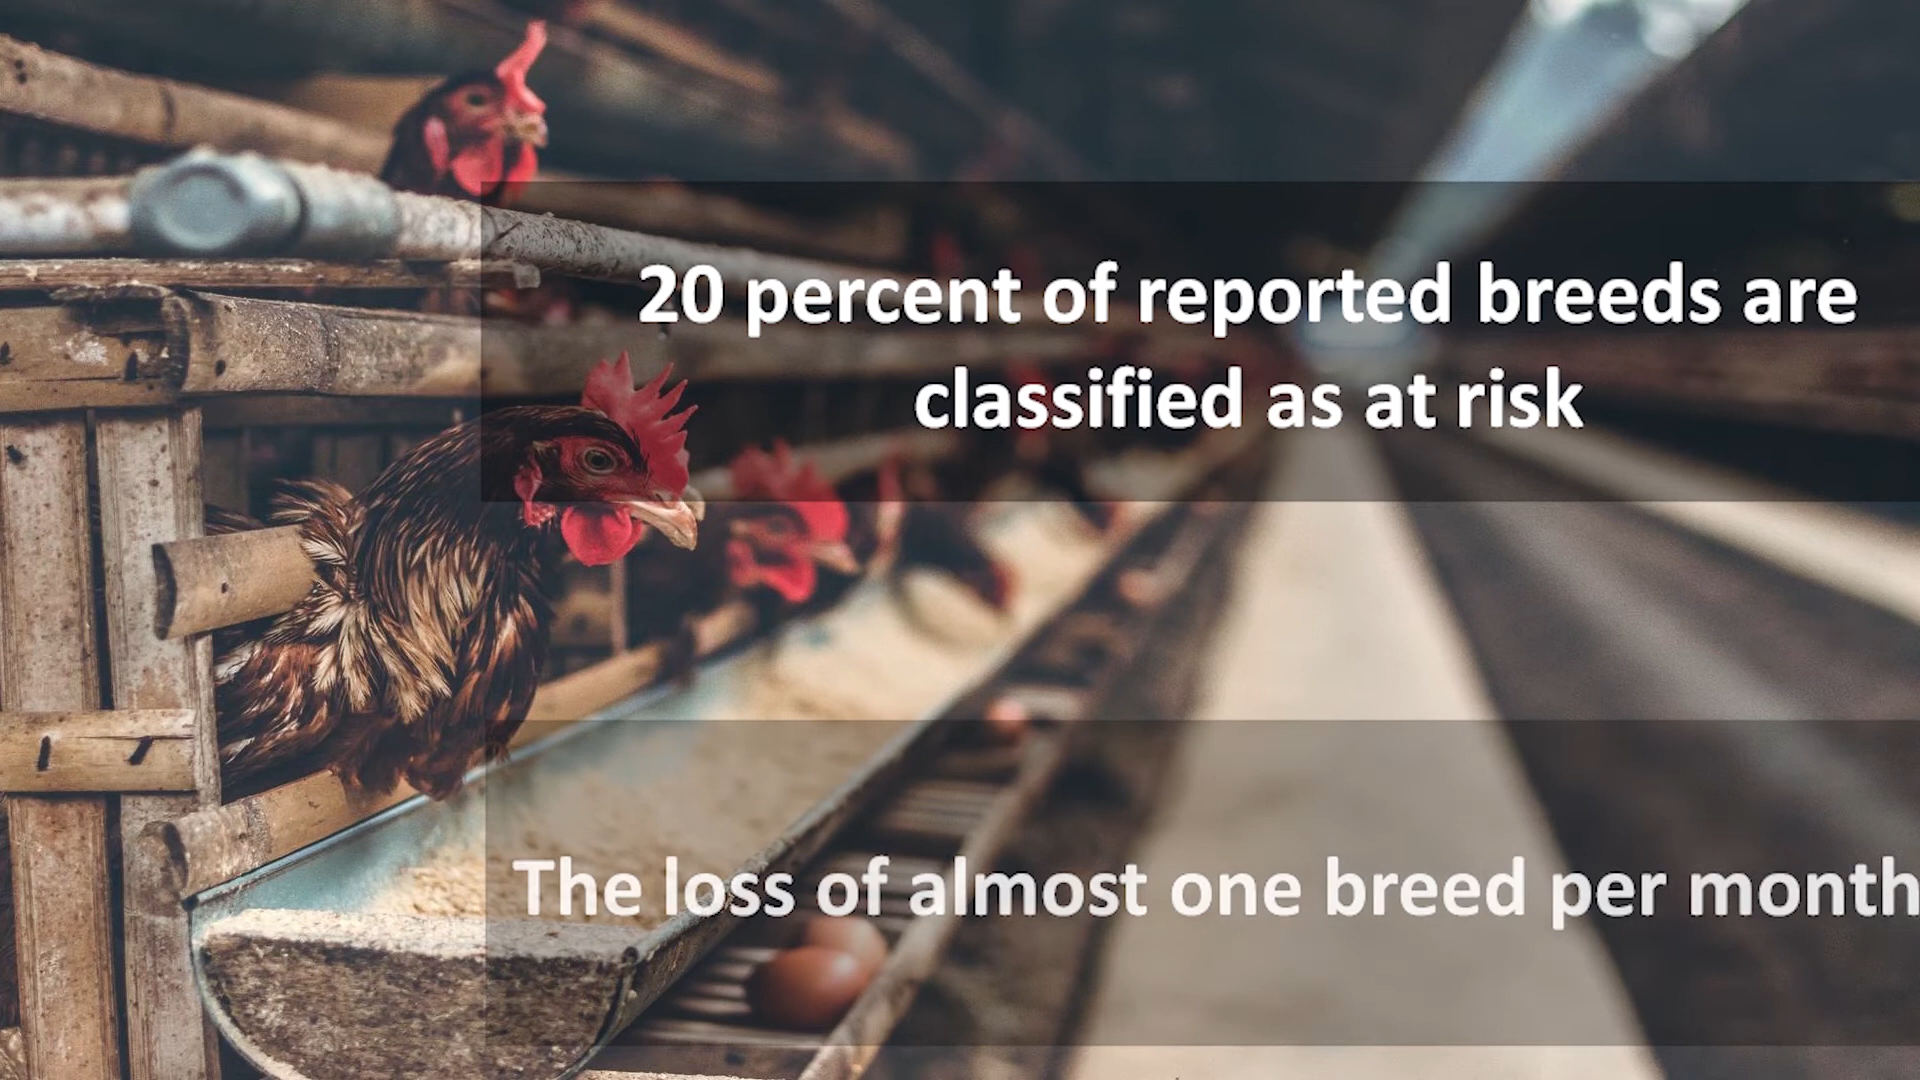 20 percent of reported breeds are
classified as at risk
The loss of almost one breed per month